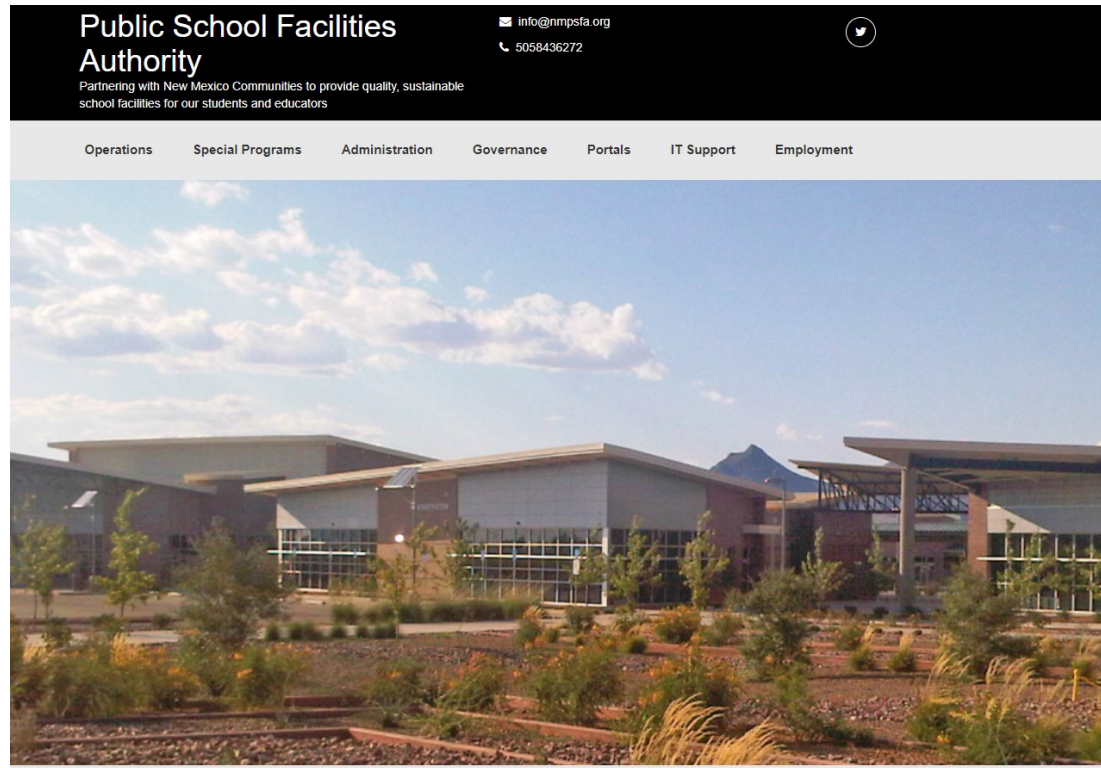 Public School Facilities
Authority
Partnering with New Mexico Communities to provide quality, sustainable
school facilities for our students and educators
info@nmpsfa.org
5058436272
Operations Special Programs Administration Governance Portals IT Support Employment